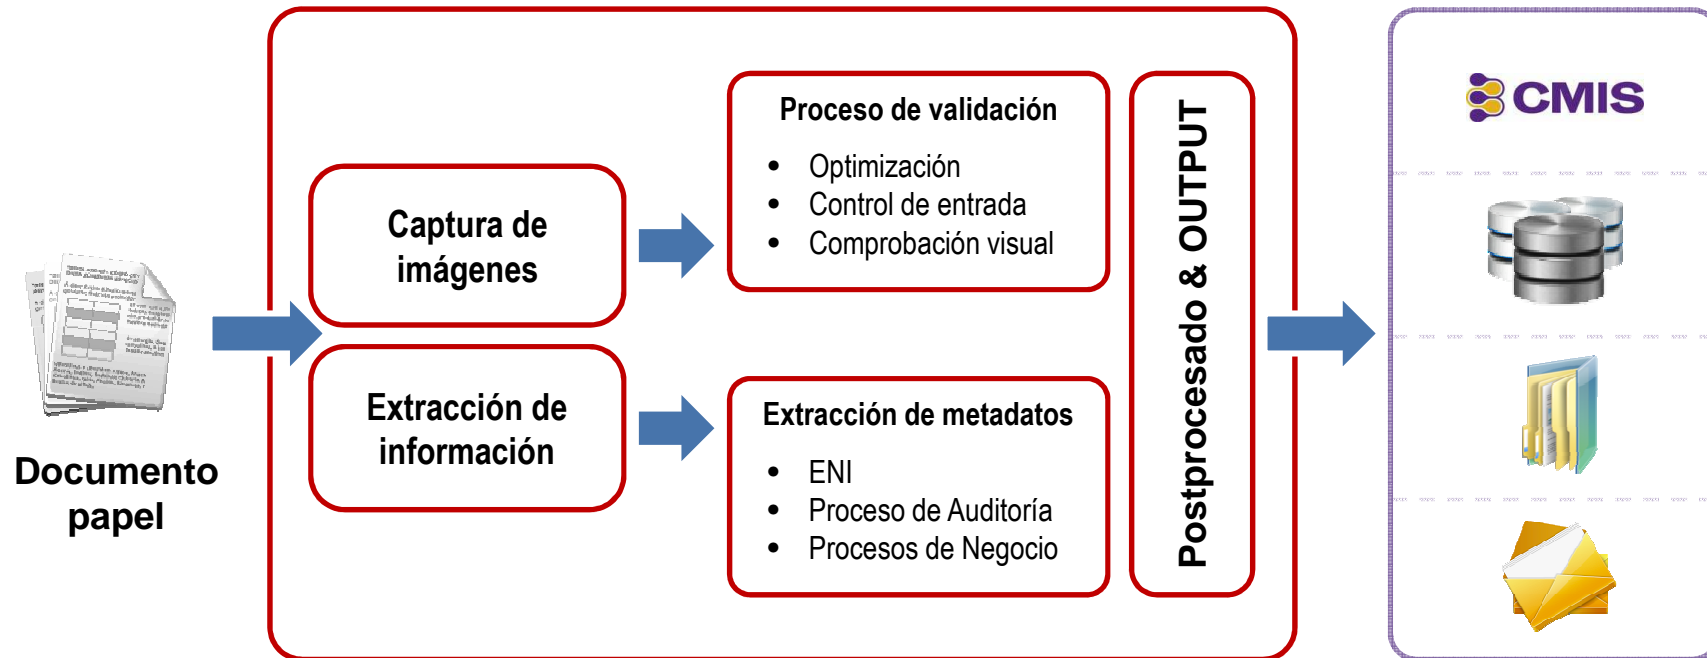 Documento
papel
Captura de
imágenes
Extracción de
información
Proceso de validación
• Optimización
• Control de entrada
• Comprobación visual
Extracción de metadatos
• ENI
• Proceso de Auditoría
• Procesos de Negocio
Postprocesado & OUTPUT
CMIS